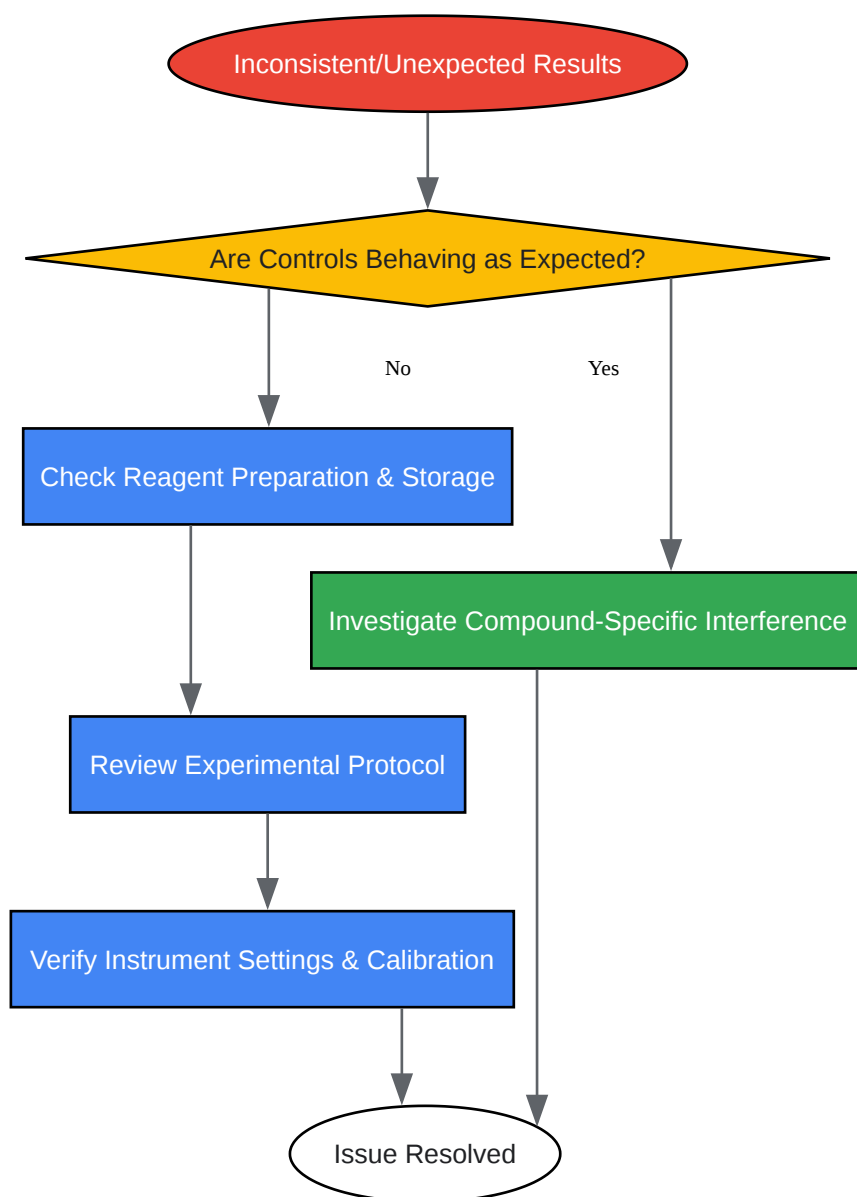 Inconsistent/Unexpected Results
Are Controls Behaving as Expected?
No
Yes
Check Reagent Preparation & Storage
Investigate Compound-Specific Interference
Review Experimental Protocol
Verify Instrument Settings & Calibration
Issue Resolved